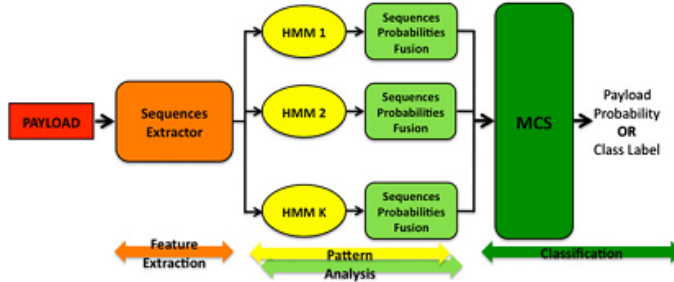 PAYLOAD
Sequences
Extractor
HMM 1
HMM 2
HMM K
Sequences
Probabilities
Fusion
Sequences
Probabilities
Fusion
Sequences
Probabilities
Fusion
MCS
Payload
Probability
OR
Class Label
Feature
Extraction
Pattern
Analysis
Classification